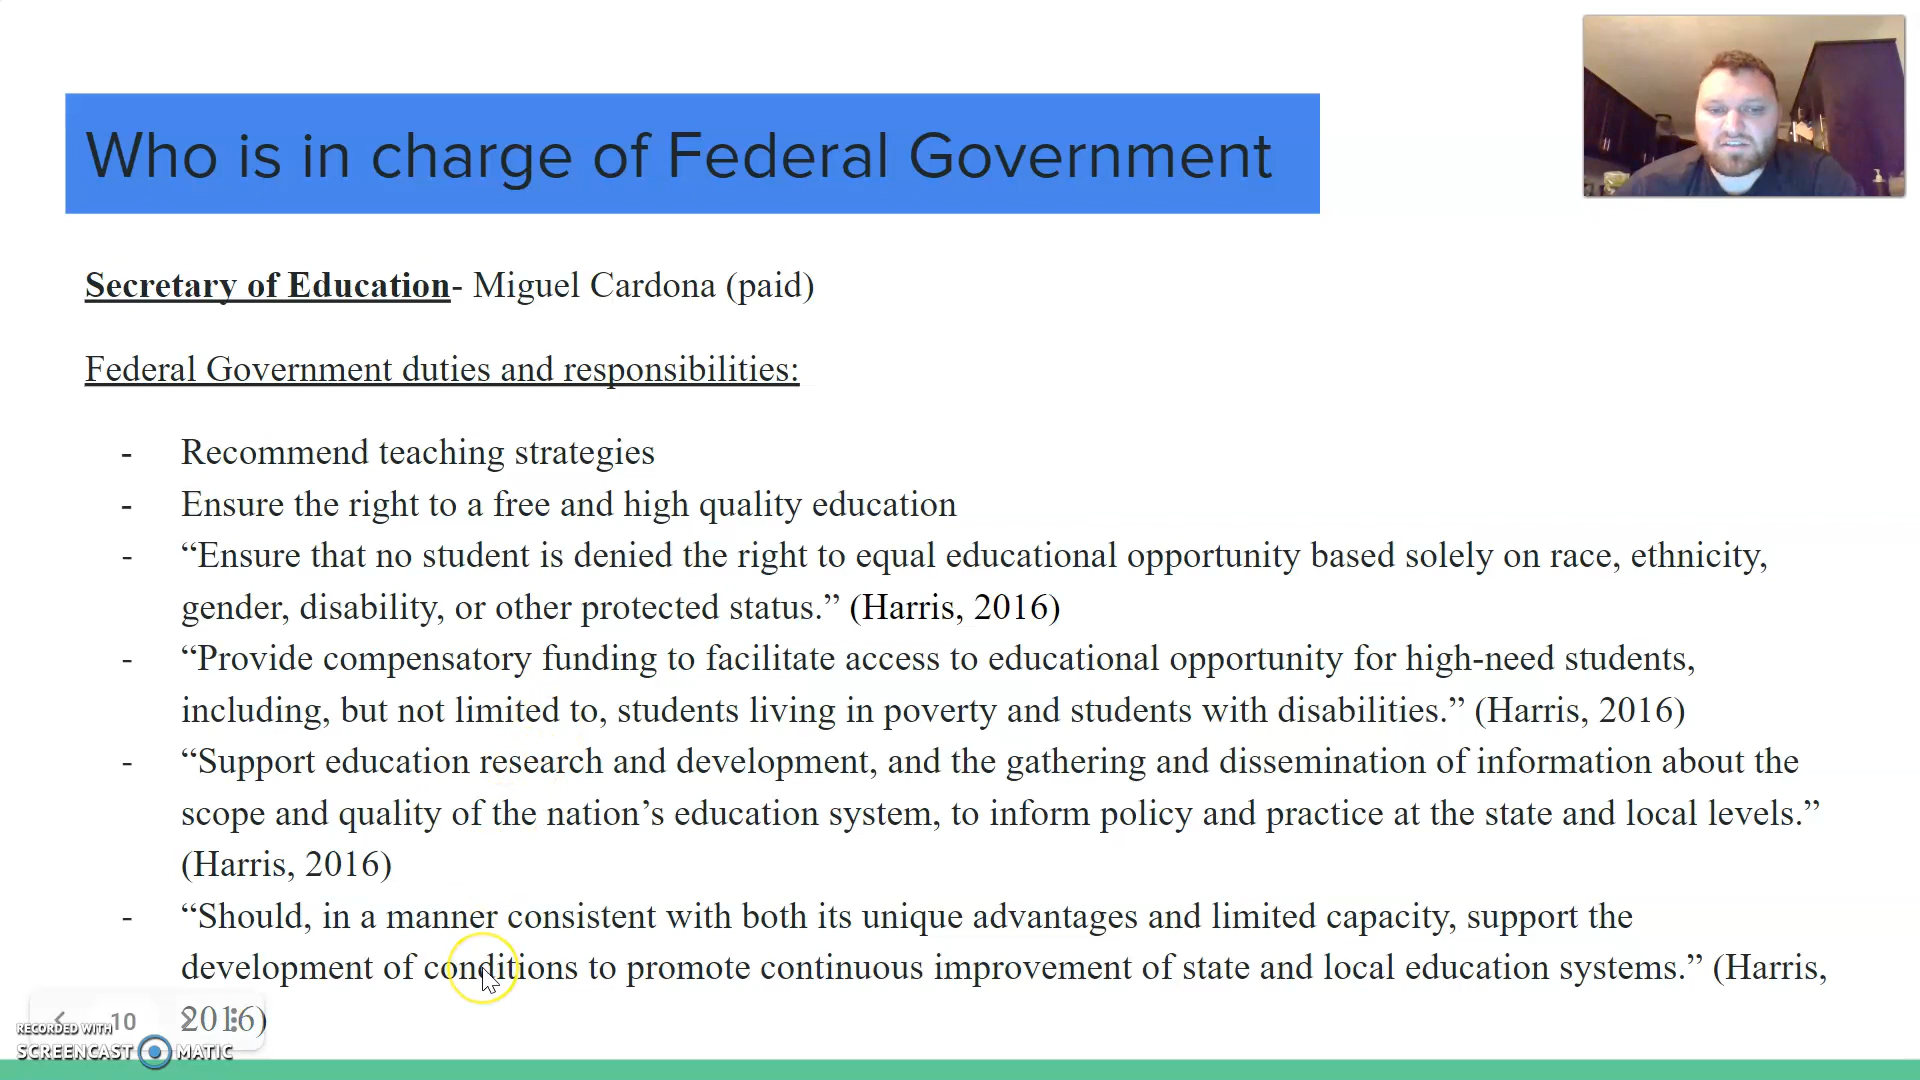 Who is in charge of Federal Government
Secretary of Education- Miguel Cardona (paid)
Federal Government duties and responsibilities:
- Recommend teaching strategies
- Ensure the right to a free and high quality education
- “Ensure that no student is denied the right to equal educational opportunity based solely on race, ethnicity,
gender, disability, or other protected status.” (Harris, 2016)
- “Provide compensatory funding to facilitate access to educational opportunity for high-need students,
including, but not limited to, students living in poverty and students with disabilities.” (Harris, 2016)
- “Support education research and development, and the gathering and dissemination of information about the
scope and quality of the nation’s education system, to inform policy and practice at the state and local levels.”
(Harris, 2016)
- “Should, in a manner consistent with both its unique advantages and limited capacity, support the
development of conditions to promote continuous improvement of state and local education systems.” (Harris,
2016)
10
RECORDED WITH
SCREENCAST MATIC